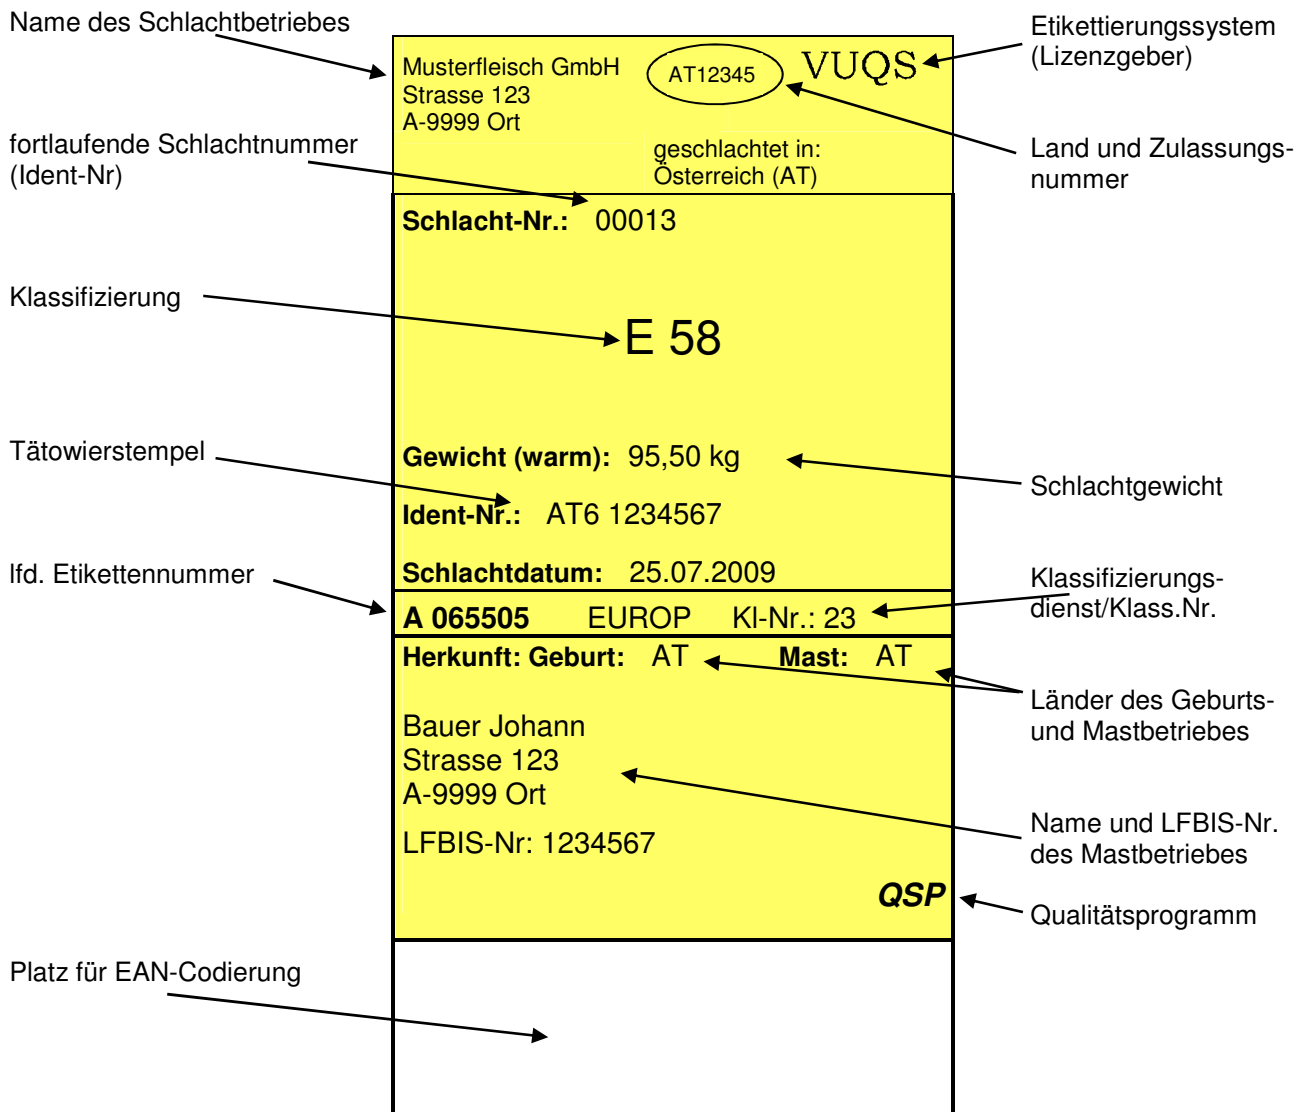 Name des Schlachtbetriebes
Etikettierungssystem
(Lizenzgeber)
Musterfleisch GmbH
Strasse 123
A-9999 Ort
AT12345
VUQS
fortlaufende Schlachtnummer
(Ident-Nr)
geschlachtet in:
Österreich (AT)
Land und Zulassungs-
nummer
Schlacht-Nr.: 00013
Klassifizierung
E 58
Tätowierstempel
Gewicht (warm): 95,50 kg
Schlachtgewicht
Ident-Nr.: AT6 1234567
lfd. Etikettennummer
Schlachtdatum: 25.07.2009
Klassifizierungs-
dienst/Klass.Nr.
A 065505 EUROP Kl-Nr.: 23
Herkunft: Geburt: AT Mast: AT
Länder des Geburts-
und Mastbetriebes
Bauer Johann
Strasse 123
A-9999 Ort
LFBIS-Nr: 1234567
Name und LFBIS-Nr.
des Mastbetriebes
QSP
Qualitätsprogramm
Platz für EAN-Codierung